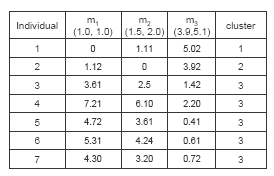 Individual m1 (1.0, 1.0) m2 (1.5, 2.0) m3 (3.9,5.1) cluster
1 0 1.11 5.02 1
2 1.12 0 3.92 2
3 3.61 2.5 1.42 3
4 7.21 6.10 2.20 3
5 4.72 3.61 0.41 3
6 5.31 4.24 0.61 3
7 4.30 3.20 0.72 3